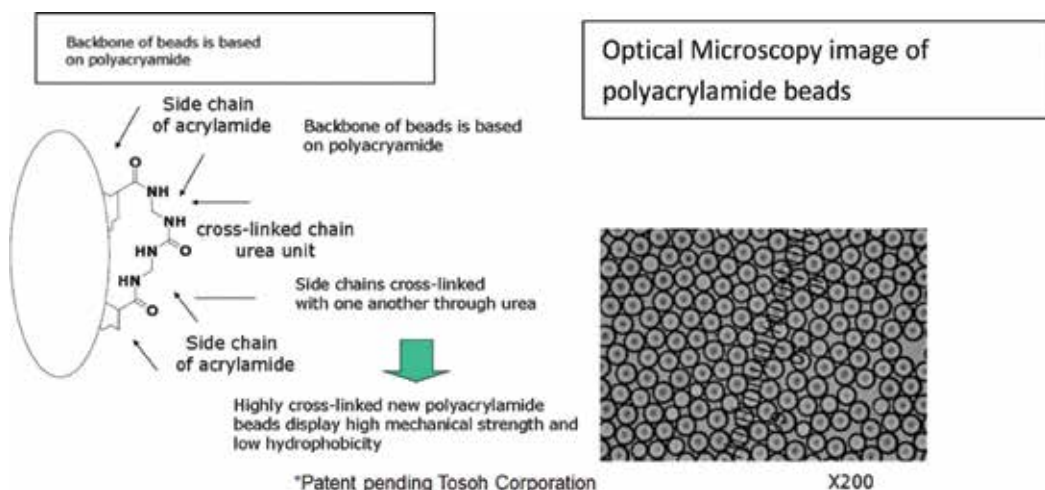 Backbone of beads is based
on polyacryamide
Optical Microscopy image of
polyacrylamide beads
Side chain
of acrylamide
Backbone of beads is based
on polyacryamide
O
NH
NH
cross-linked chain
urea unit
HN
O
HN
O
Side chains cross-linked
with one another through urea
Side chain
of acrylamide
Highly cross-linked new polyacrylamide
beads display high mechanical strength and
low hydrophobicity
*Patent pending Tosoh Corporation
X200